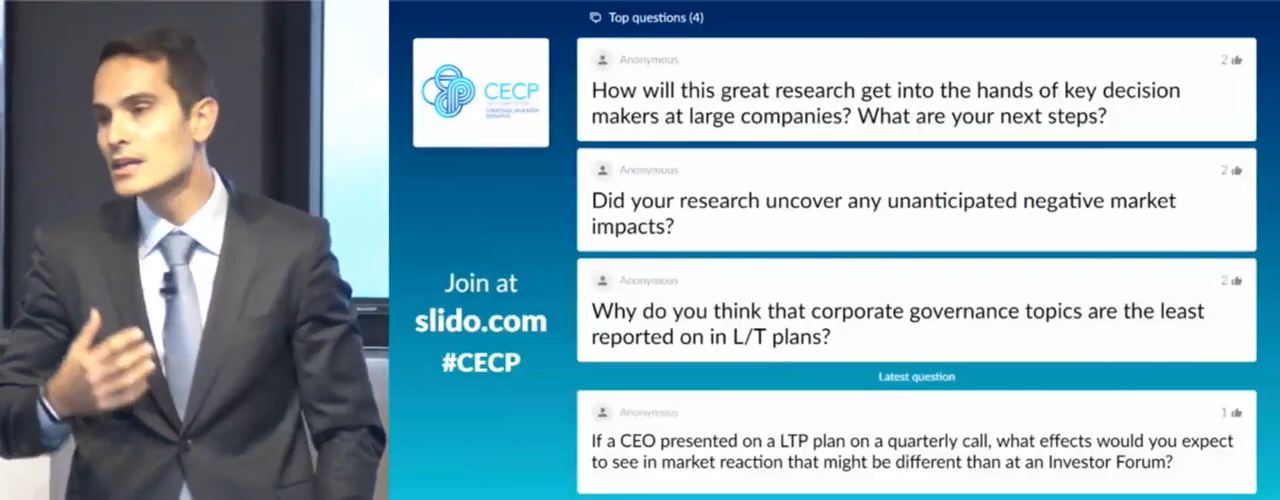 Top questions (4)
CECP
STRATEGIC INVESTOR
INITIATIVE
Join at
slido.com
#CECP
Anonymous
2
How will this great research get into the hands of key decision
makers at large companies? What are your next steps?
Anonymous
2
Did your research uncover any unanticipated negative market
impacts?
Anonymous
2
Why do you think that corporate governance topics are the least
reported on in L/T plans?
Latest question
Anonymous
1
If a CEO presented on a LTP plan on a quarterly call, what effects would you expect
to see in market reaction that might be different than at an Investor Forum?